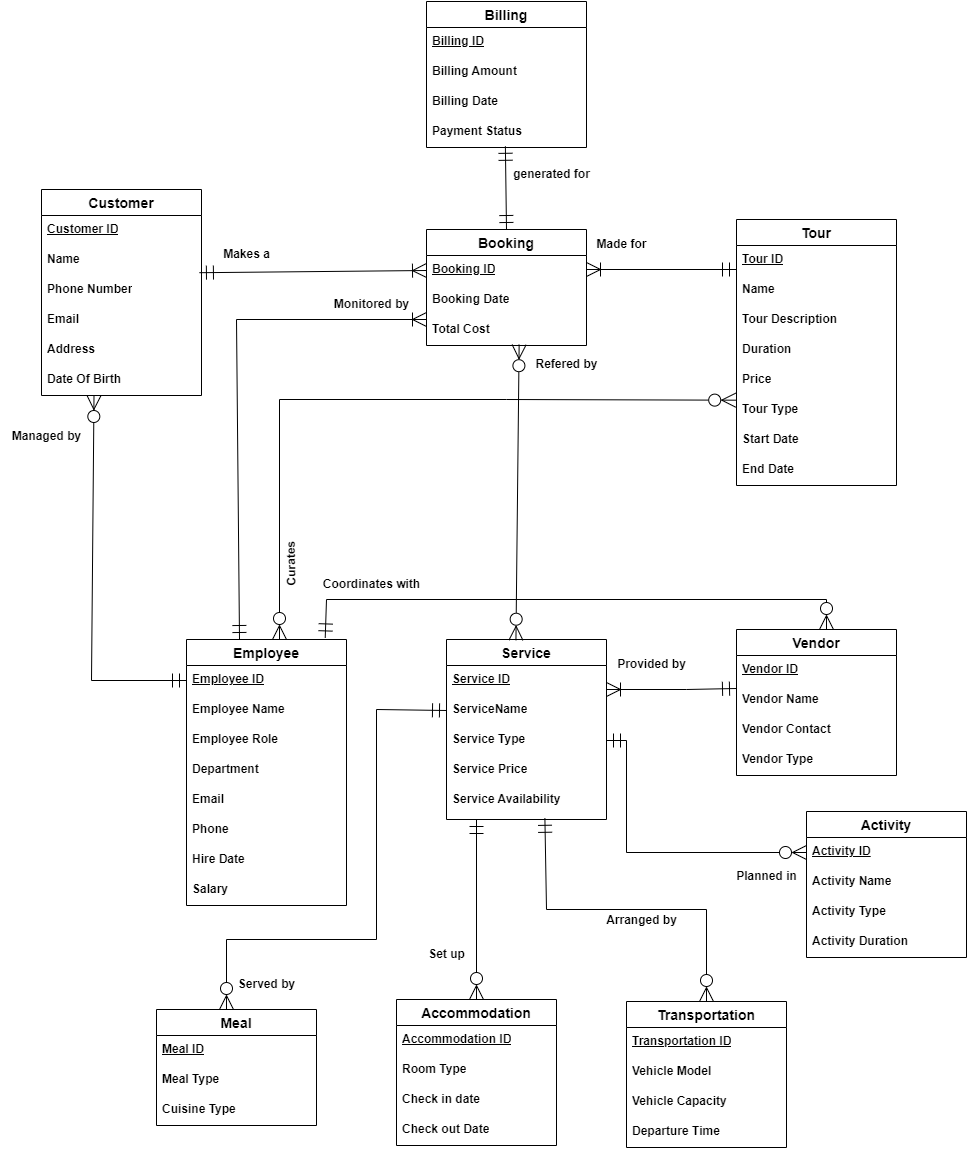 Billing
Billing ID
Billing Amount
Billing Date
Payment Status
generated for
Customer
Customer ID
Name
Phone Number
Email
Address
Date Of Birth
Makes a
Booking
Booking ID
Booking Date
Total Cost
Made for
Monitored by
Refered by
Tour
Tour ID
Name
Tour Description
Duration
Price
Tour Type
Start Date
End Date
Managed by
Curates
Coordinates with
Employee
Employee ID
Employee Name
Employee Role
Department
Email
Phone
Hire Date
Salary
Service
Service ID
ServiceName
Service Type
Service Price
Service Availability
Provided by
Vendor
Vendor ID
Vendor Name
Vendor Contact
Vendor Type
Activity
Activity ID
Activity Name
Activity Type
Activity Duration
Planned in
Arranged by
Set up
Served by
Meal
Meal ID
Meal Type
Cuisine Type
Accommodation
Accommodation ID
Room Type
Check in date
Check out Date
Transportation
Transportation ID
Vehicle Model
Vehicle Capacity
Departure Time